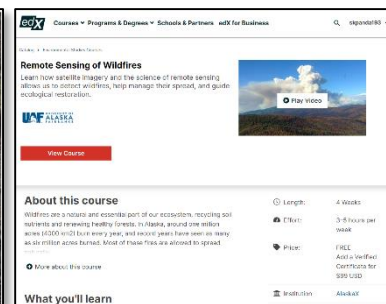 edX
Courses Programs & Degrees Schools & Partners edX for Business
Remote Sensing of Wildfires
Learn how satellite imagery and the science of remote sensing
allows us to detect wildfires, help manage their spread, and guide
ecological restoration.
Play Video
UAF
ALASKA
View Course
About this course
Wildfires are a natural and essential part of our ecosystem, recycling soil
nutrients and renewing healthy forests. In Alaska, around one million
acres (4000 km2) burn every year, and record years have seen as many
as six million acres burned. Most of these fires are allowed to spread
More about this course
Length: 4 Weeks
Effort: 3-5 hours per
week
Price: FREE
Add a Verified
Certificate for
USD
Institution AlaskaX
What you'll learn